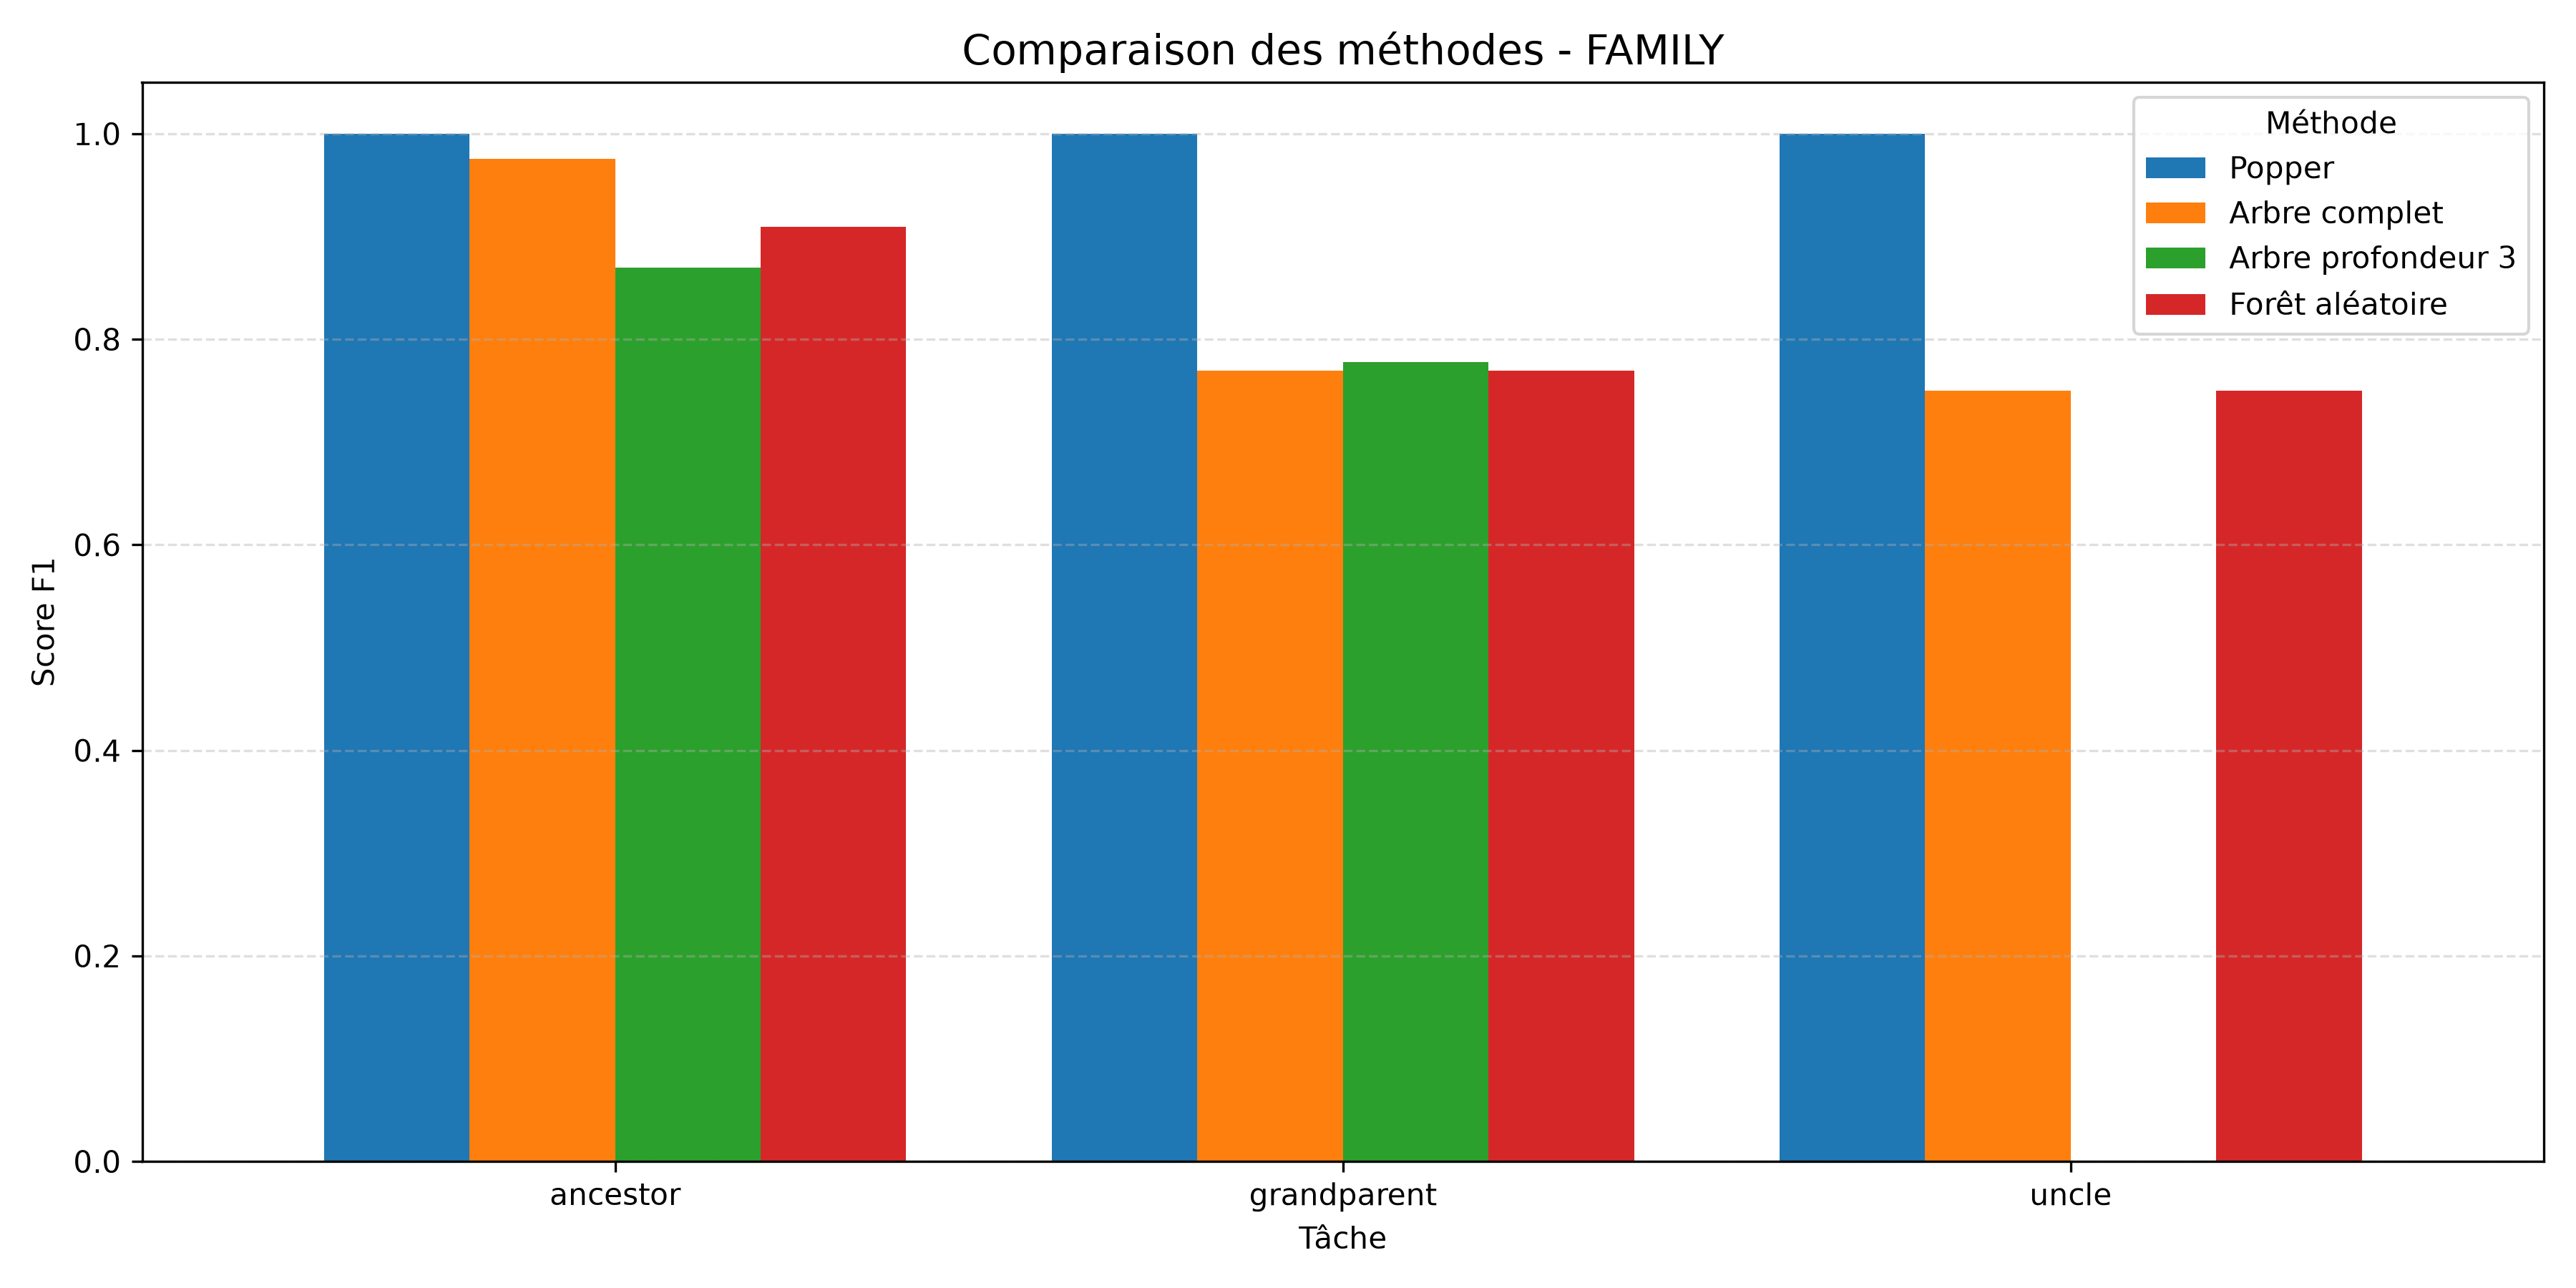 Comparaison des méthodes - FAMILY
Méthode
Popper
Arbre complet
Arbre profondeur 3
Forêt aléatoire
1.0
0.8
0.6
0.4
0.2
0.0
Score F1
ancestor grandparent uncle
Tâche